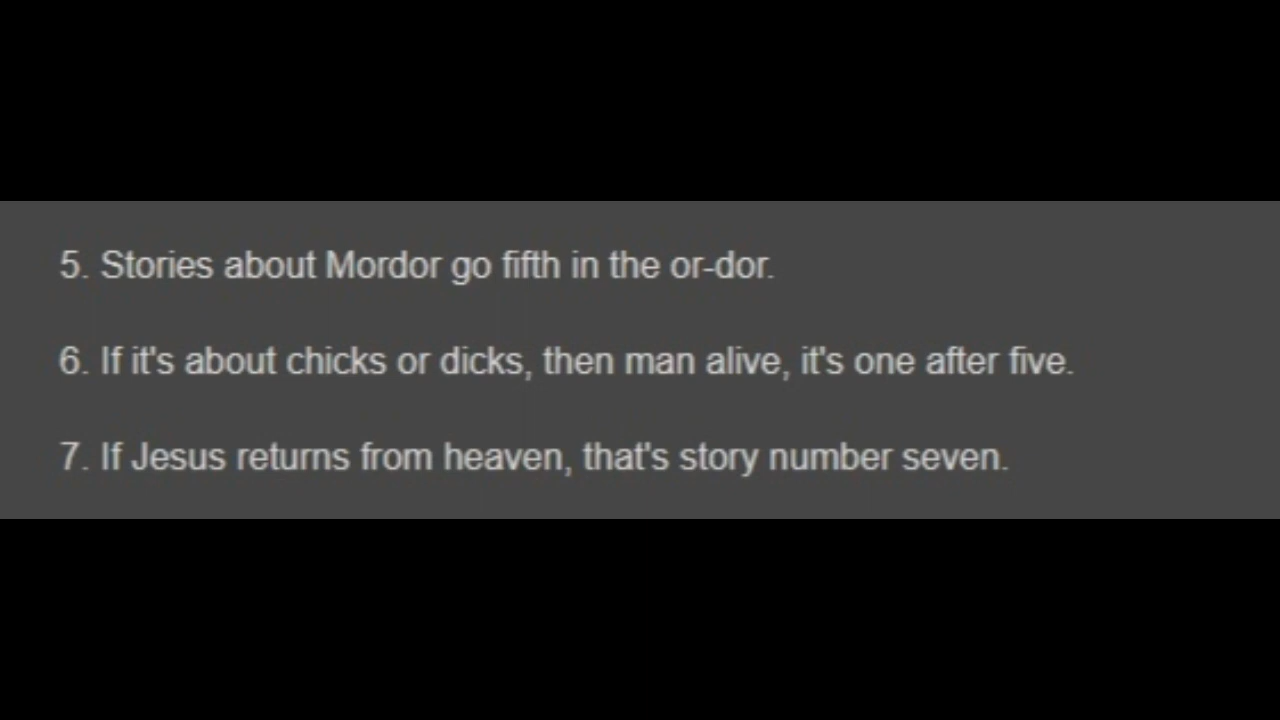 5. Stories about Mordor go fifth in the or-dor.
6. If it's about chicks or dicks, then man alive, it's one after five.
7. If Jesus returns from heaven, that's story number seven.